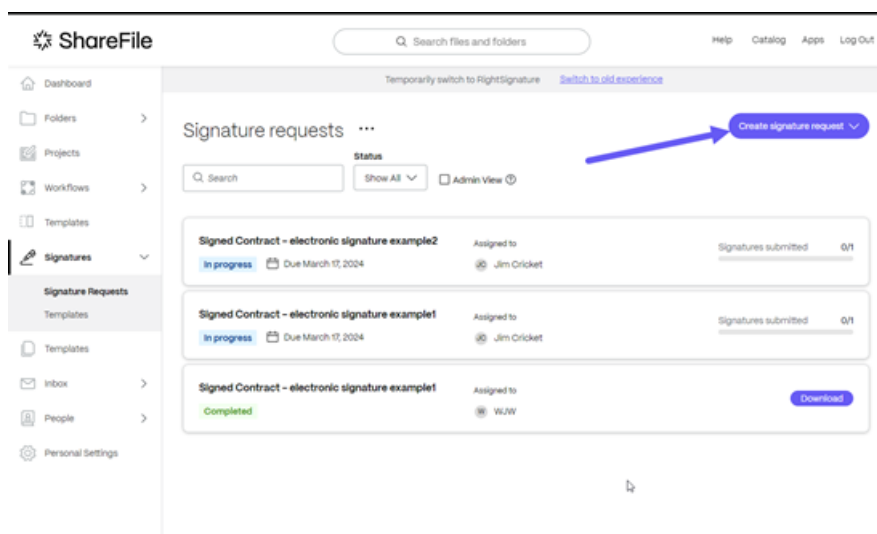 ShareFile
Search files and folders
Help Catalog Apps Log Out
Dashboard
Folders
Projects
Workflows
Templates
Signatures
Signature Requests
Templates
Templates
Inbox
People
Personal Settings
Temporarily switch to RightSignature Switch to old experience
Signature requests ...
Create signature request
Status
Search
Show All
Admin View ?
Signed Contract - electronic signature example2
In progress Due March 17, 2024
Assigned to
JC Jim Cricket
Signatures submitted 0/1
Signed Contract - electronic signature example1
In progress Due March 17, 2024
Assigned to
JC Jim Cricket
Signatures submitted 0/1
Signed Contract - electronic signature example1
Completed
Assigned to
W WJW
Download